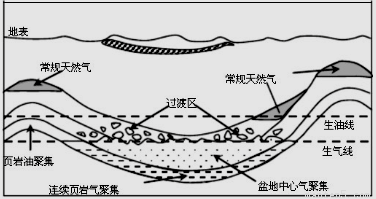 地表
常规天然气
常规天然气
过渡区
生油线
生气线
页岩油聚集
连续页岩气聚集
盆地中心气聚集